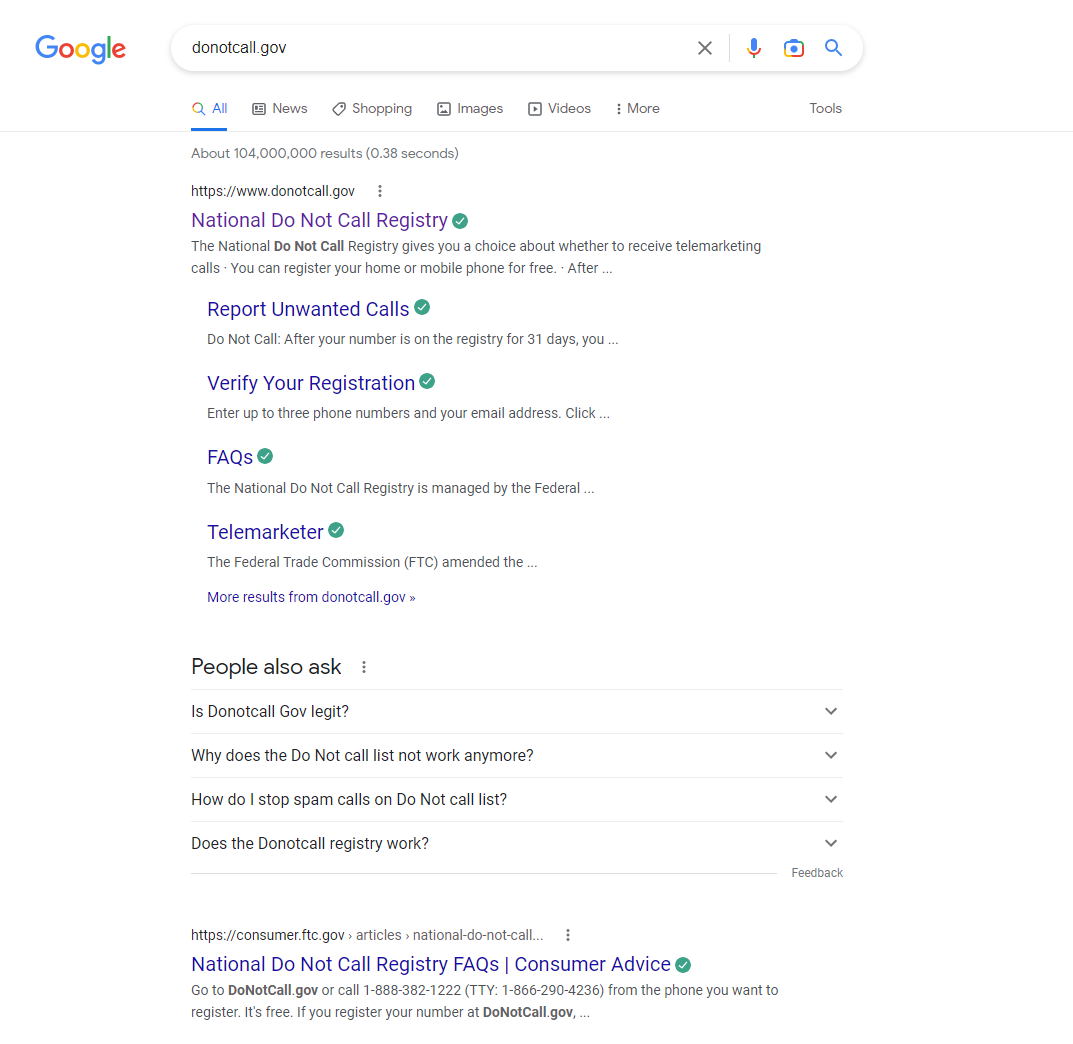 Google
donotcall.gov
All News Shopping Images Videos More Tools
About 104,000,000 results (0.38 seconds)
https://www.donotcall.gov
National Do Not Call Registry
The National Do Not Call Registry gives you a choice about whether to receive telemarketing
calls · You can register your home or mobile phone for free. · After ...
Report Unwanted Calls
Do Not Call: After your number is on the registry for 31 days, you ...
Verify Your Registration
Enter up to three phone numbers and your email address. Click ...
FAQs
The National Do Not Call Registry is managed by the Federal ...
Telemarketer
The Federal Trade Commission (FTC) amended the ...
More results from donotcall.gov »
People also ask
Is Donotcall Gov legit?
Why does the Do Not call list not work anymore?
How do I stop spam calls on Do Not call list?
Does the Donotcall registry work?
Feedback
https://consumer.ftc.gov › articles › national-do-not-call...
National Do Not Call Registry FAQs | Consumer Advice
Go to DoNotCall.gov or call 1-888-382-1222 (TTY: 1-866-290-4236) from the phone you want to
register. It's free. If you register your number at DoNotCall.gov, ...